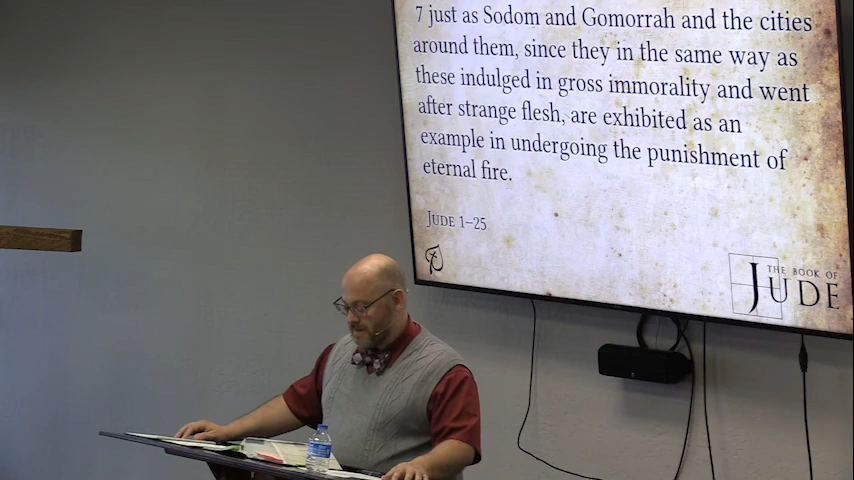 7 just as Sodom and Gomorrah and the cities
around them, since they in the same way as
these indulged in gross immorality and went
after strange flesh, are exhibited as an
example in undergoing the punishment of
eternal fire.
JUDE 1–25
THE BOOK OF
JUDE